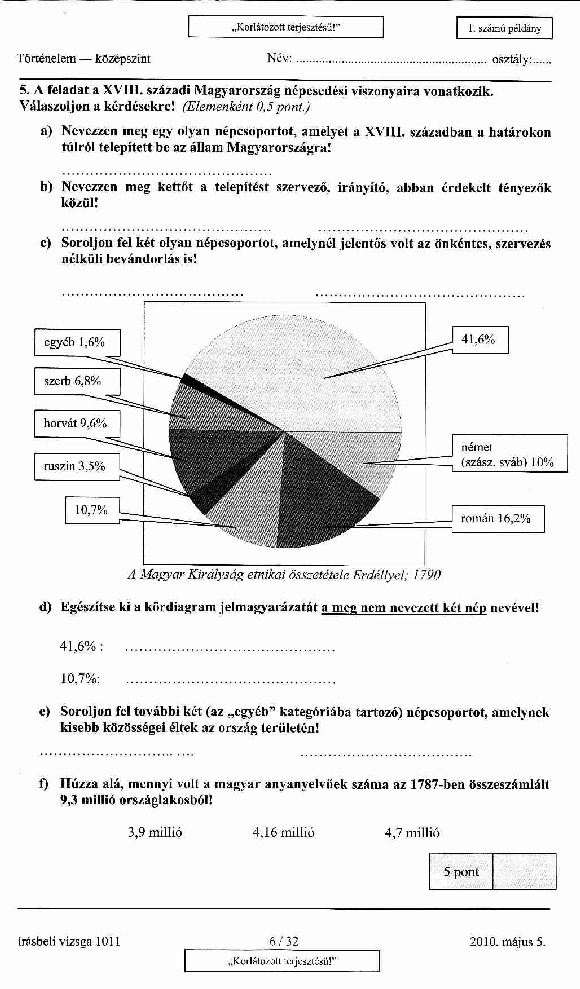 „Korlátozott terjesztésű!”
1. számú példány
Történelem — középszint Név: ........................................................... osztály:......
5. A feladat a XVIII. századi Magyarország népesedési viszonyaira vonatkozik.
Válaszoljon a kérdésekre! (Elemenként 0,5 pont.)
a) Nevezzen meg egy olyan népcsoportot, amelyet a XVIII. században a határokon
túlról telepített be az állam Magyarországra!
.............................................
b) Nevezzen meg kettőt a telepítést szervező, irányító, abban érdekelt tényezők
közül!
............................................. .............................................
c) Soroljon fel két olyan népcsoportot, amelynél jelentős volt az önkéntes, szervezés
nélküli bevándorlás is!
....................................... .............................................
egyéb 1,6%
41,6%
szerb 6,8%
horvát 9,6%
német
(szász, sváb) 10%
ruszin 3,5%
10,7%
román 16,2%
A Magyar Királyság etnikai összetétele Erdéllyel; 1790
d) Egészítse ki a kördiagram jelmagyarázatát a meg nem nevezett két nép nevével!
41,6% : .............................................
10,7%: .............................................
e) Soroljon fel további két (az „egyéb” kategóriába tartozó) népcsoportot, amelynek
kisebb közösségei éltek az ország területén!
................................. .....................................
f) Húzza alá, mennyi volt a magyar anyanyelvűek száma az 1787-ben összeszámlált
9,3 millió országlakosból!
3,9 millió 4,16 millió 4,7 millió
5 pont
írásbeli vizsga 1011 6 / 32 2010. május 5.
„Korlátozott terjesztésű!”